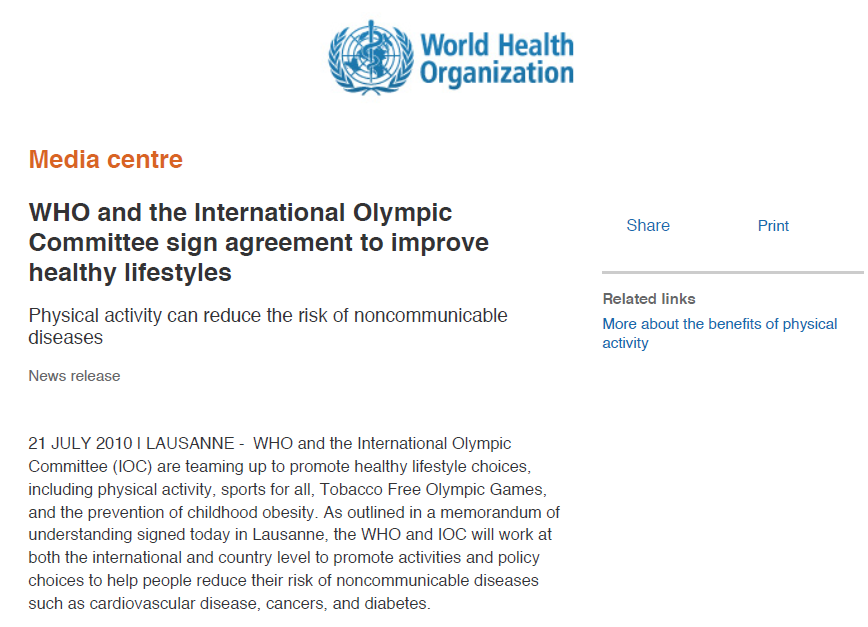 World Health
Organization
Media centre
WHO and the International Olympic
Committee sign agreement to improve
healthy lifestyles
Physical activity can reduce the risk of noncommunicable
diseases
News release
21 JULY 2010 I LAUSANNE -  WHO and the International Olympic
Committee (IOC) are teaming up to promote healthy lifestyle choices,
including physical activity, sports for all, Tobacco Free Olympic Games,
and the prevention of childhood obesity. As outlined in a memorandum of
understanding signed today in Lausanne, the WHO and IOC will work at
both the international and country level to promote activities and policy
choices to help people reduce their risk of noncommunicable diseases
such as cardiovascular disease, cancers, and diabetes.
Share
Print
Related links
More about the benefits of physical
activity